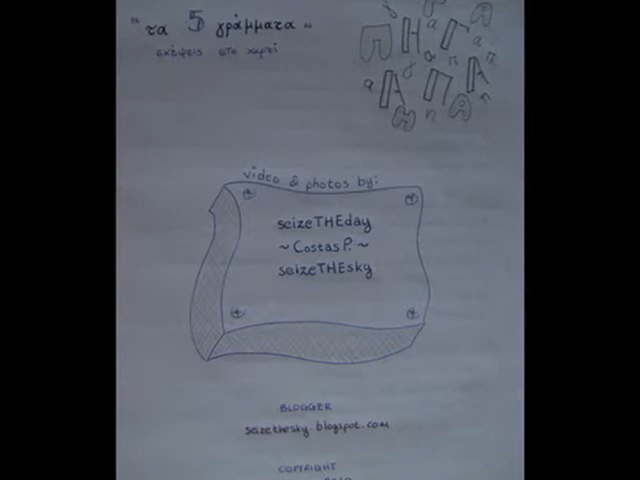 " τα 5 γράμματα "
σκέψεις στο χαρτί
video & photos by:
seizeTHEday
~ Costas P. ~
seizeTHEsky
BLOGGER
seizethesky.blogspot.com
COPYRIGHT